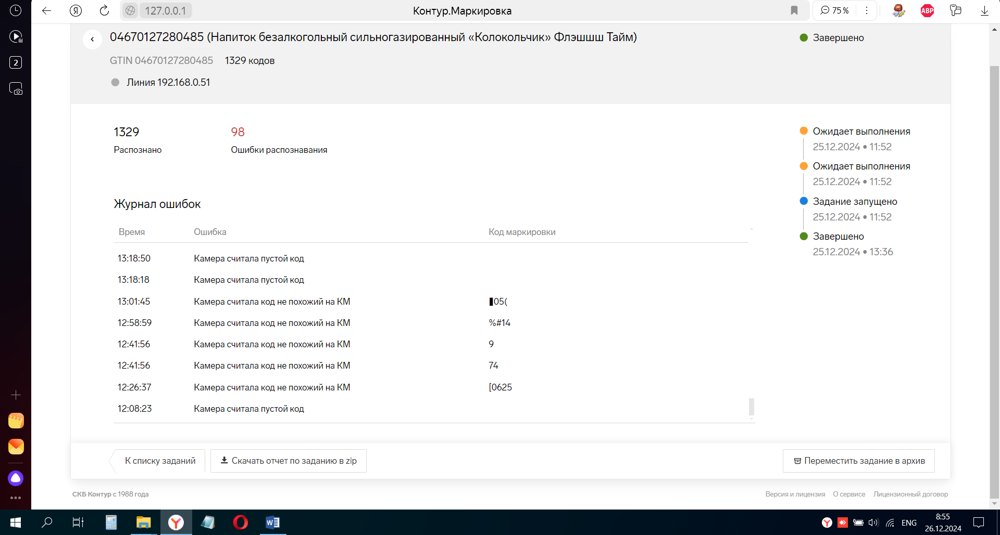 127.0.0.1
Контур.Маркировка
75 %
ABP
2
04670127280485 (Напиток безалкогольный сильногазированный «Колокольчик» Флэшшш Тайм)
Завершено
GTIN 04670127280485 1329 кодов
Линия 192.168.0.51
1329
Распознано
98
Ошибки распознавания
Ожидает выполнения
25.12.2024 • 11:52
Ожидает выполнения
25.12.2024 • 11:52
Задание запущено
25.12.2024 • 11:52
Завершено
25.12.2024 • 13:36
Журнал ошибок
Время Ошибка Код маркировки
13:18:50 Камера считала пустой код
13:18:18 Камера считала пустой код
13:01:45 Камера считала код не похожий на КМ ▮05(
12:58:59 Камера считала код не похожий на КМ %#14
12:41:56 Камера считала код не похожий на КМ 9
12:41:56 Камера считала код не похожий на КМ 74
12:26:37 Камера считала код не похожий на КМ [0625
12:08:23 Камера считала пустой код
К списку заданий
Скачать отчет по заданию в zip
Переместить задание в архив
СКБ Контур с 1988 года
Версия и лицензия О сервисе Лицензионный договор
ENG
8:55
26.12.2024